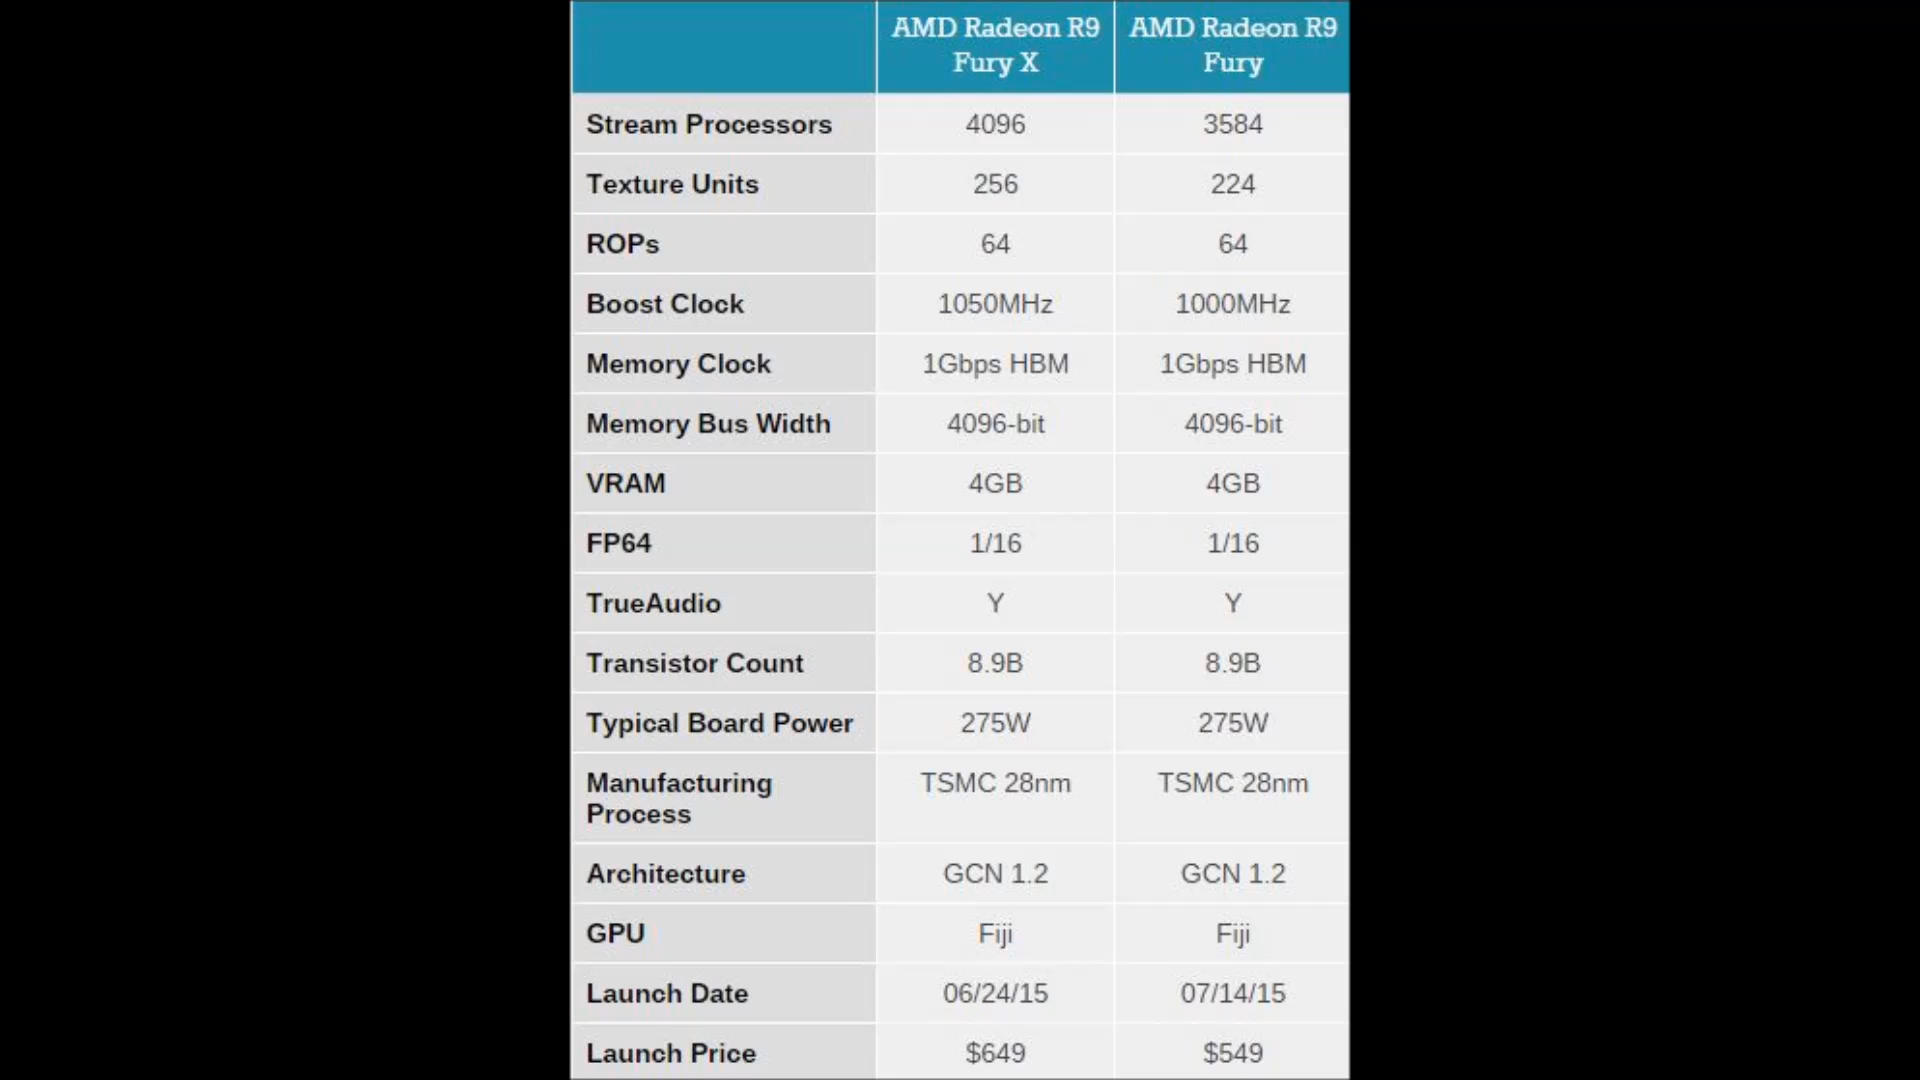 AMD Radeon R9 Fury X AMD Radeon R9 Fury
Stream Processors 4096 3584
Texture Units 256 224
ROPs 64 64
Boost Clock 1050MHz 1000MHz
Memory Clock 1Gbps HBM 1Gbps HBM
Memory Bus Width 4096-bit 4096-bit
VRAM 4GB 4GB
FP64 1/16 1/16
TrueAudio Y Y
Transistor Count 8.9B 8.9B
Typical Board Power 275W 275W
Manufacturing Process TSMC 28nm TSMC 28nm
Architecture GCN 1.2 GCN 1.2
GPU Fiji Fiji
Launch Date 06/24/15 07/14/15
Launch Price $649 $549